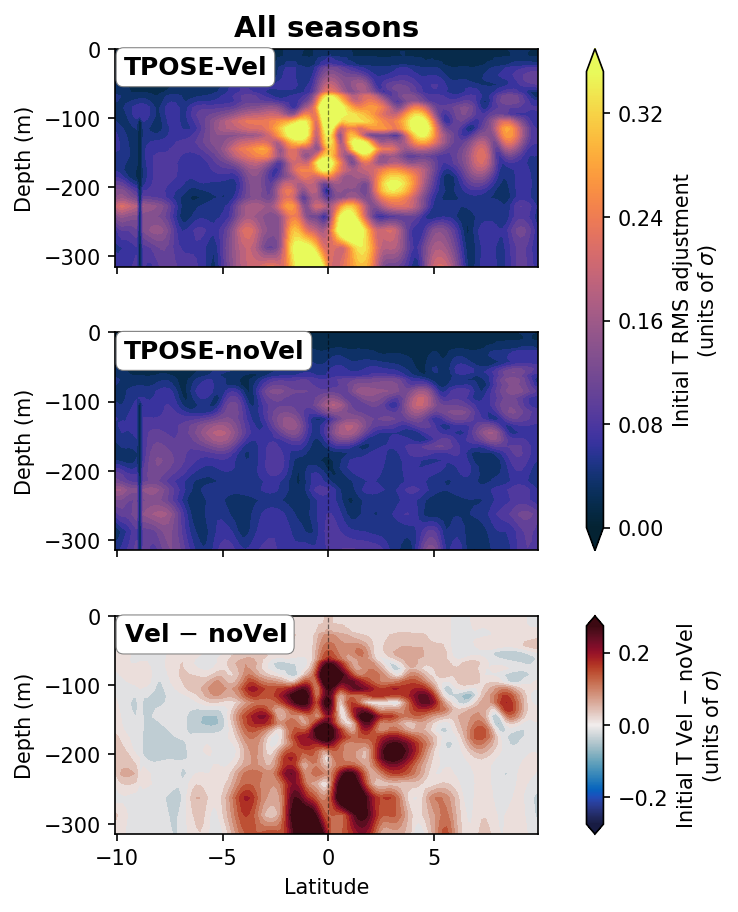 All seasons
TPOSE-Vel
0
−100
−200
−300
Depth (m)
TPOSE-noVel
0
−100
−200
−300
Depth (m)
0.32
0.24
0.16
0.08
0.00
Initial T RMS adjustment
(units of σ)
Vel − noVel
0
−100
−200
−300
Depth (m)
−10
−5
0
5
Latitude
0.2
0.0
−0.2
Initial T Vel − noVel
(units of σ)